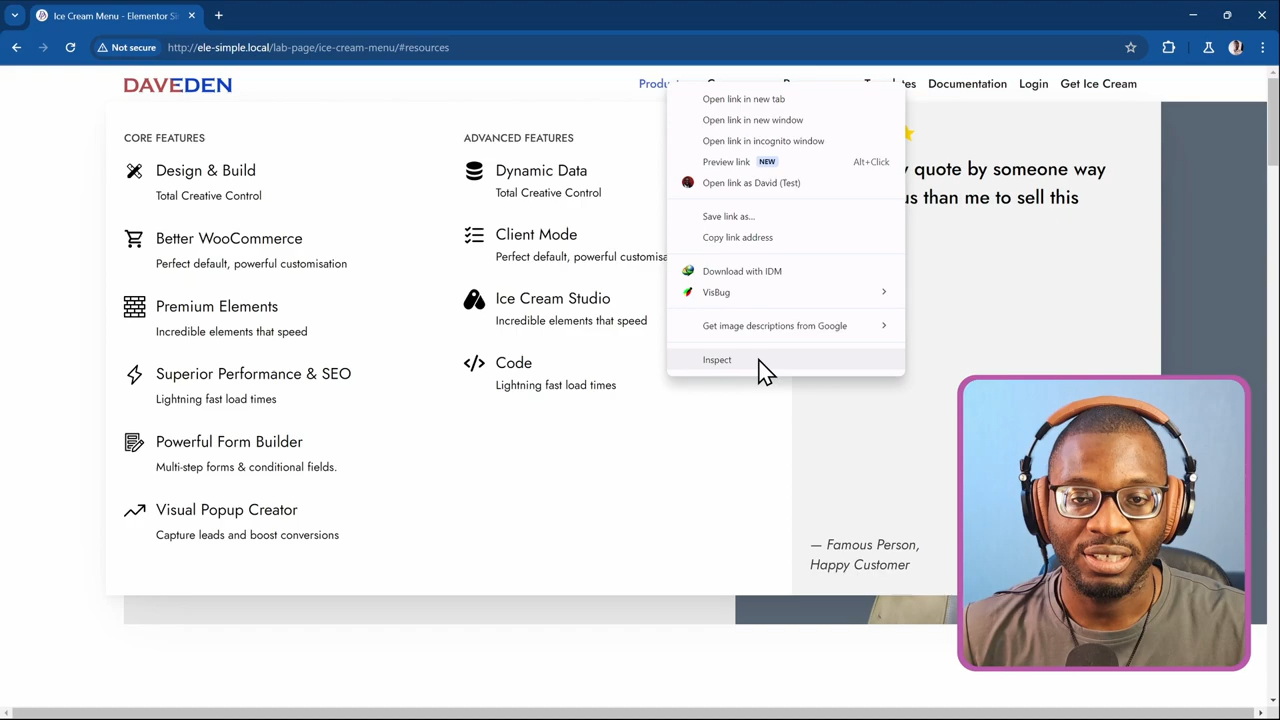 Ice Cream Menu - Elementor Si
Not secure
http://ele-simple.local/lab-page/ice-cream-menu/#resources
DAVEDEN
Documentation
Login
Get Ice Cream
CORE FEATURES
Design & Build
Total Creative Control
Better WooCommerce
Perfect default, powerful customisation
Premium Elements
Incredible elements that speed
Superior Performance & SEO
Lightning fast load times
Powerful Form Builder
Multi-step forms & conditional fields.
Visual Popup Creator
Capture leads and boost conversions
ADVANCED FEATURES
Dynamic Data
Total Creative Control
Client Mode
Perfect default, powerful customisa
Ice Cream Studio
Incredible elements that speed
Code
Lightning fast load times
Open link in new tab
Open link in new window
Open link in incognito window
Preview link NEW Alt+Click
Open link as David (Test)
Save link as...
Copy link address
Download with IDM
VisBug
Get image descriptions from Google
Inspect
y quote by someone way
us than me to sell this
— Famous Person,
Happy Customer